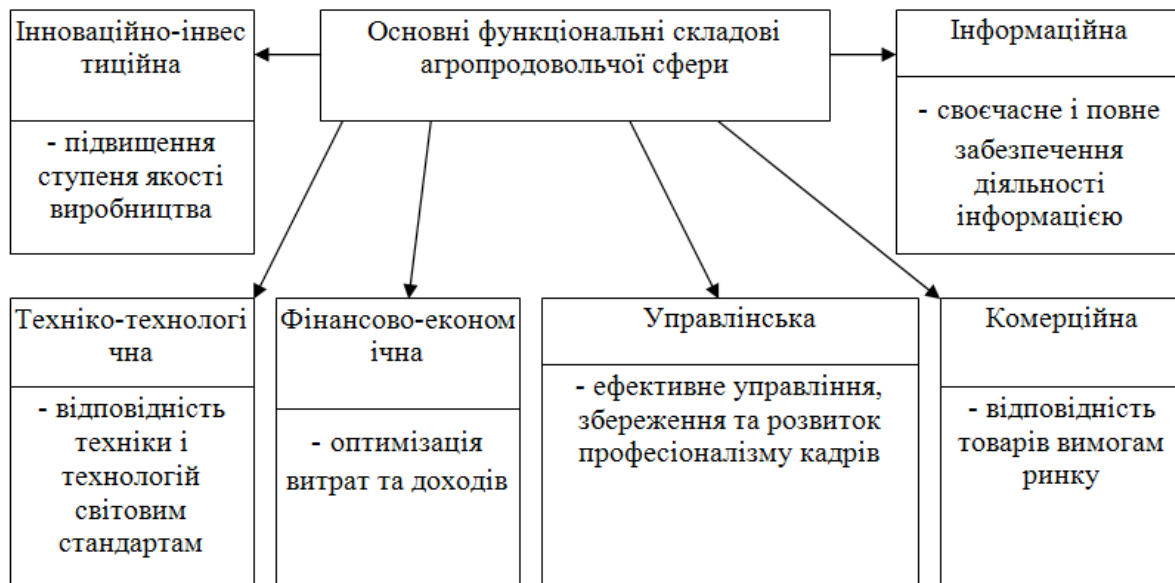 Інноваційно-інвес
тиційна
- підвищення
ступеня якості
виробництва
Основні функціональні складові
агропродовольчої сфери
Інформаційна
- своєчасне і повне
забезпечення
діяльності
інформацією
Техніко-технологі
чна
- відповідність
техніки і
технологій
світовим
стандартам
Фінансово-економ
ічна
- оптимізація
витрат та доходів
Управлінська
- ефективне управління,
збереження та розвиток
професіоналізму кадрів
Комерційна
- відповідність
товарів вимогам
ринку